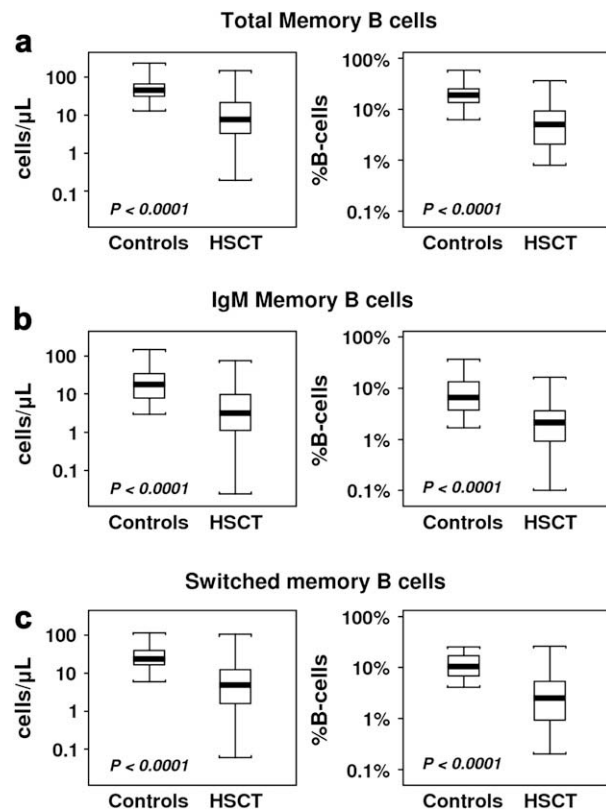 Total Memory B cells
a
cells/µL
100
10
1
0.1
P < 0.0001
Controls HSCT
%B-cells
100%
10%
1%
0.1%
P < 0.0001
Controls HSCT
IgM Memory B cells
b
cells/µL
100
10
1
0.1
P < 0.0001
Controls HSCT
%B-cells
100%
10%
1%
0.1%
P < 0.0001
Controls HSCT
Switched memory B cells
c
cells/µL
100
10
1
0.1
P < 0.0001
Controls HSCT
%B-cells
100%
10%
1%
0.1%
P < 0.0001
Controls HSCT